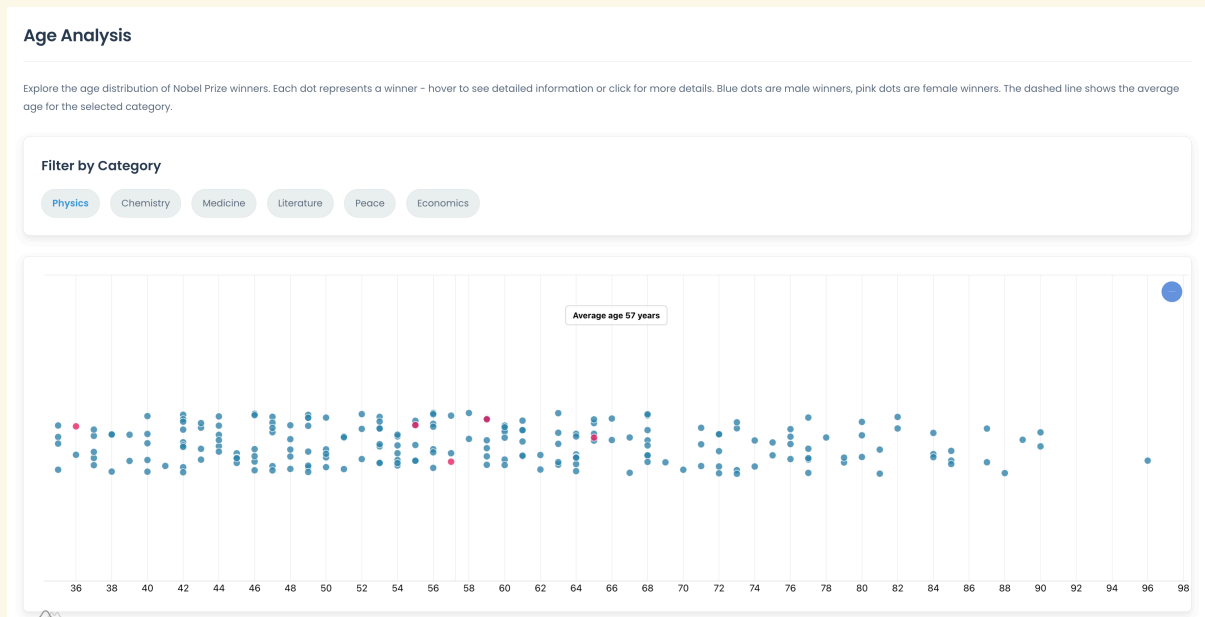 Age Analysis
Explore the age distribution of Nobel Prize winners. Each dot represents a winner - hover to see detailed information or click for more details. Blue dots are male winners, pink dots are female winners. The dashed line shows the average
age for the selected category.
Filter by Category
Physics Chemistry Medicine Literature Peace Economics
Average age 57 years
36 38 40 42 44 46 48 50 52 54 56 58 60 62 64 66 68 70 72 74 76 78 80 82 84 86 88 90 92 94 96 98